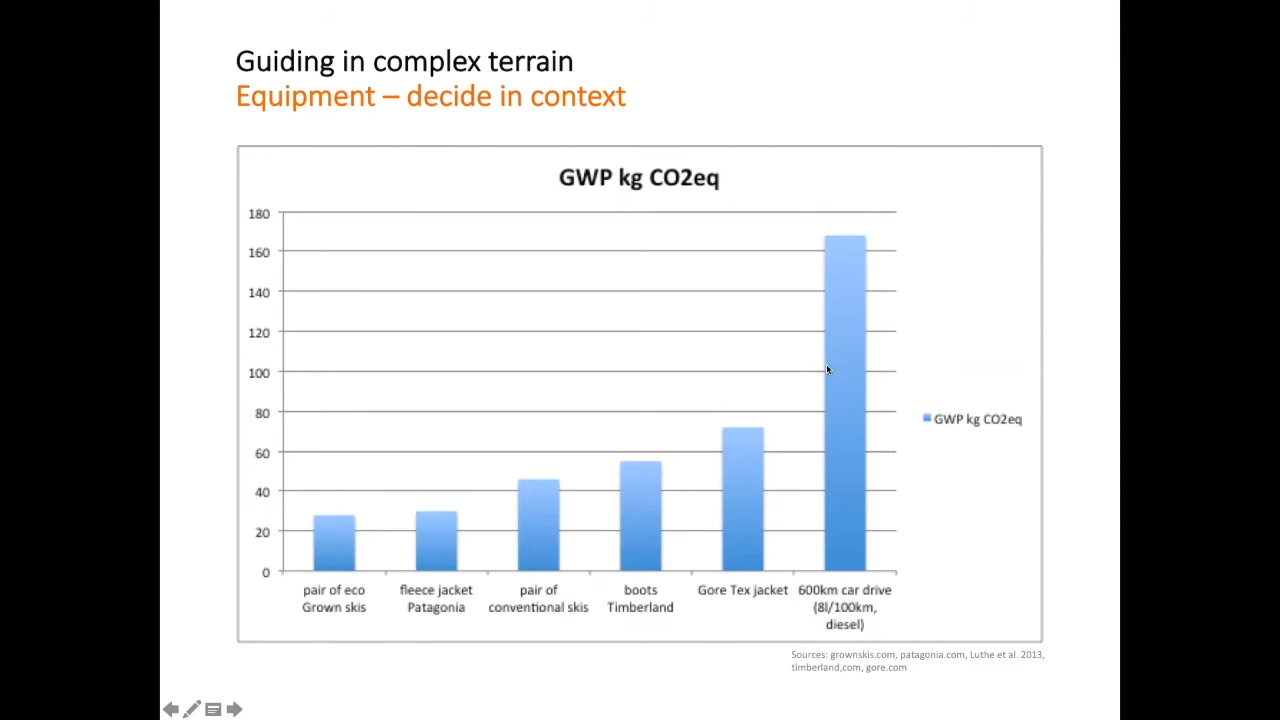 Guiding in complex terrain
Equipment – decide in context
GWP kg CO2eq
180
160
140
120
100
80
60
40
20
0
GWP kg CO2eq
pair of eco
Grown skis
fleece jacket
Patagonia
pair of
conventional skis
boots
Timberland
Gore Tex jacket
600km car drive
(8l/100km,
diesel)
Sources: grownskis.com, patagonia.com, Luthe et al. 2013,
timberland,com, gore.com